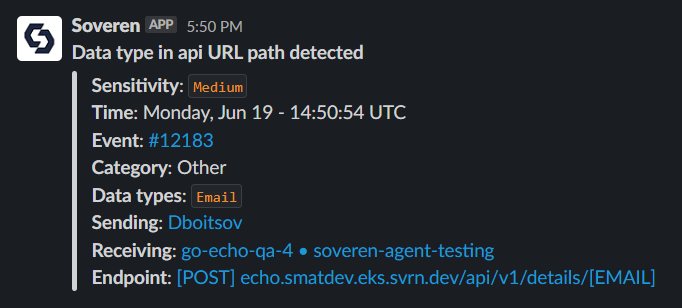 Soveren APP 5:50 PM
Data type in api URL path detected
Sensitivity: Medium
Time: Monday, Jun 19 - 14:50:54 UTC
Event: #12183
Category: Other
Data types: Email
Sending: Dboitsov
Receiving: go-echo-qa-4 • soveren-agent-testing
Endpoint: [POST] echo.smatdev.eks.svrn.dev/api/v1/details/[EMAIL]